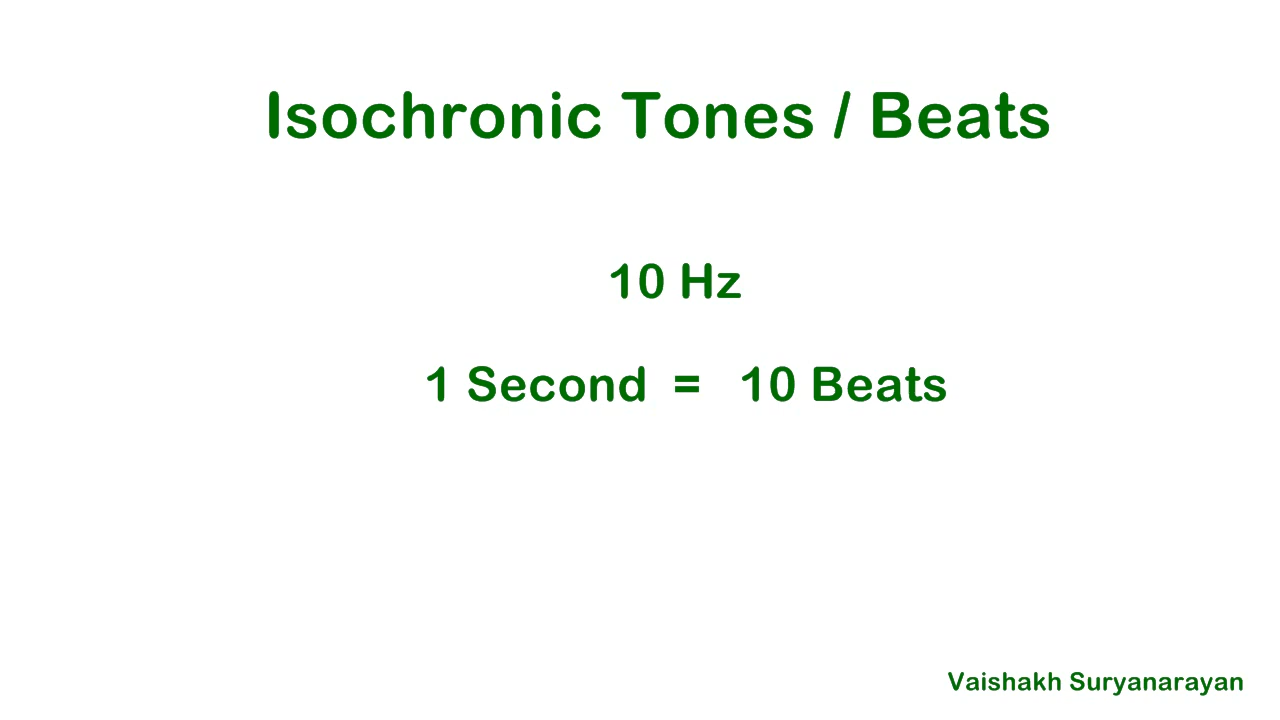 Isochronic Tones / Beats
10 Hz
1 Second = 10 Beats
Vaishakh Suryanarayan